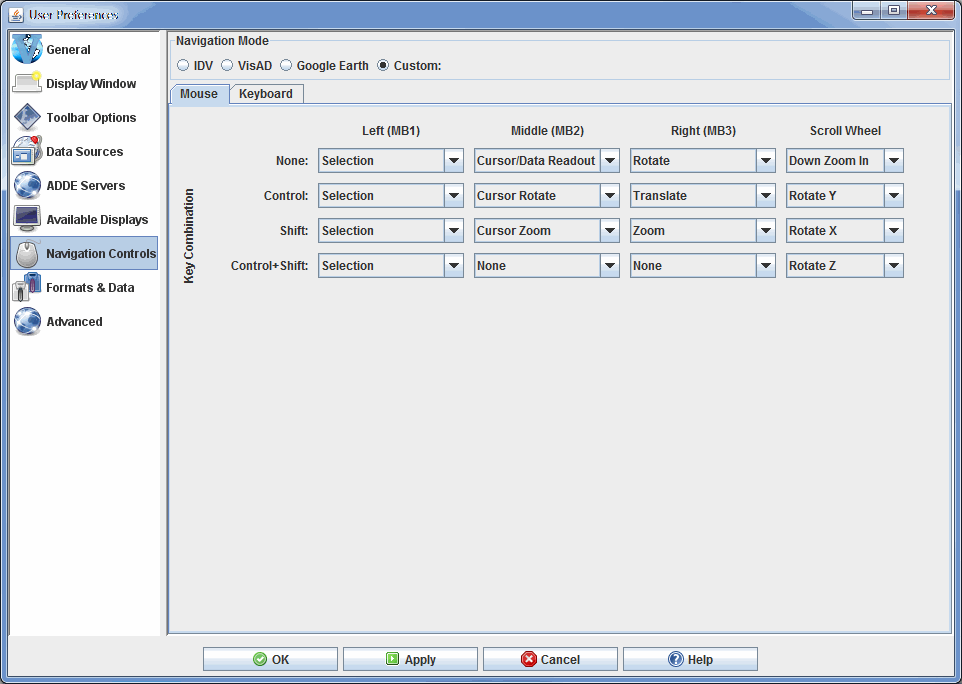 User Preferences
General
Display Window
Toolbar Options
Data Sources
ADDE Servers
Available Displays
Navigation Controls
Formats & Data
Advanced
Navigation Mode
IDV VisAD Google Earth Custom:
Mouse Keyboard
Left (MB1) Middle (MB2) Right (MB3) Scroll Wheel
Key Combination
None: Selection Cursor/Data Readout Rotate Down Zoom In
Control: Selection Cursor Rotate Translate Rotate Y
Shift: Selection Cursor Zoom Zoom Rotate X
Control+Shift: Selection None None Rotate Z
OK Apply Cancel Help